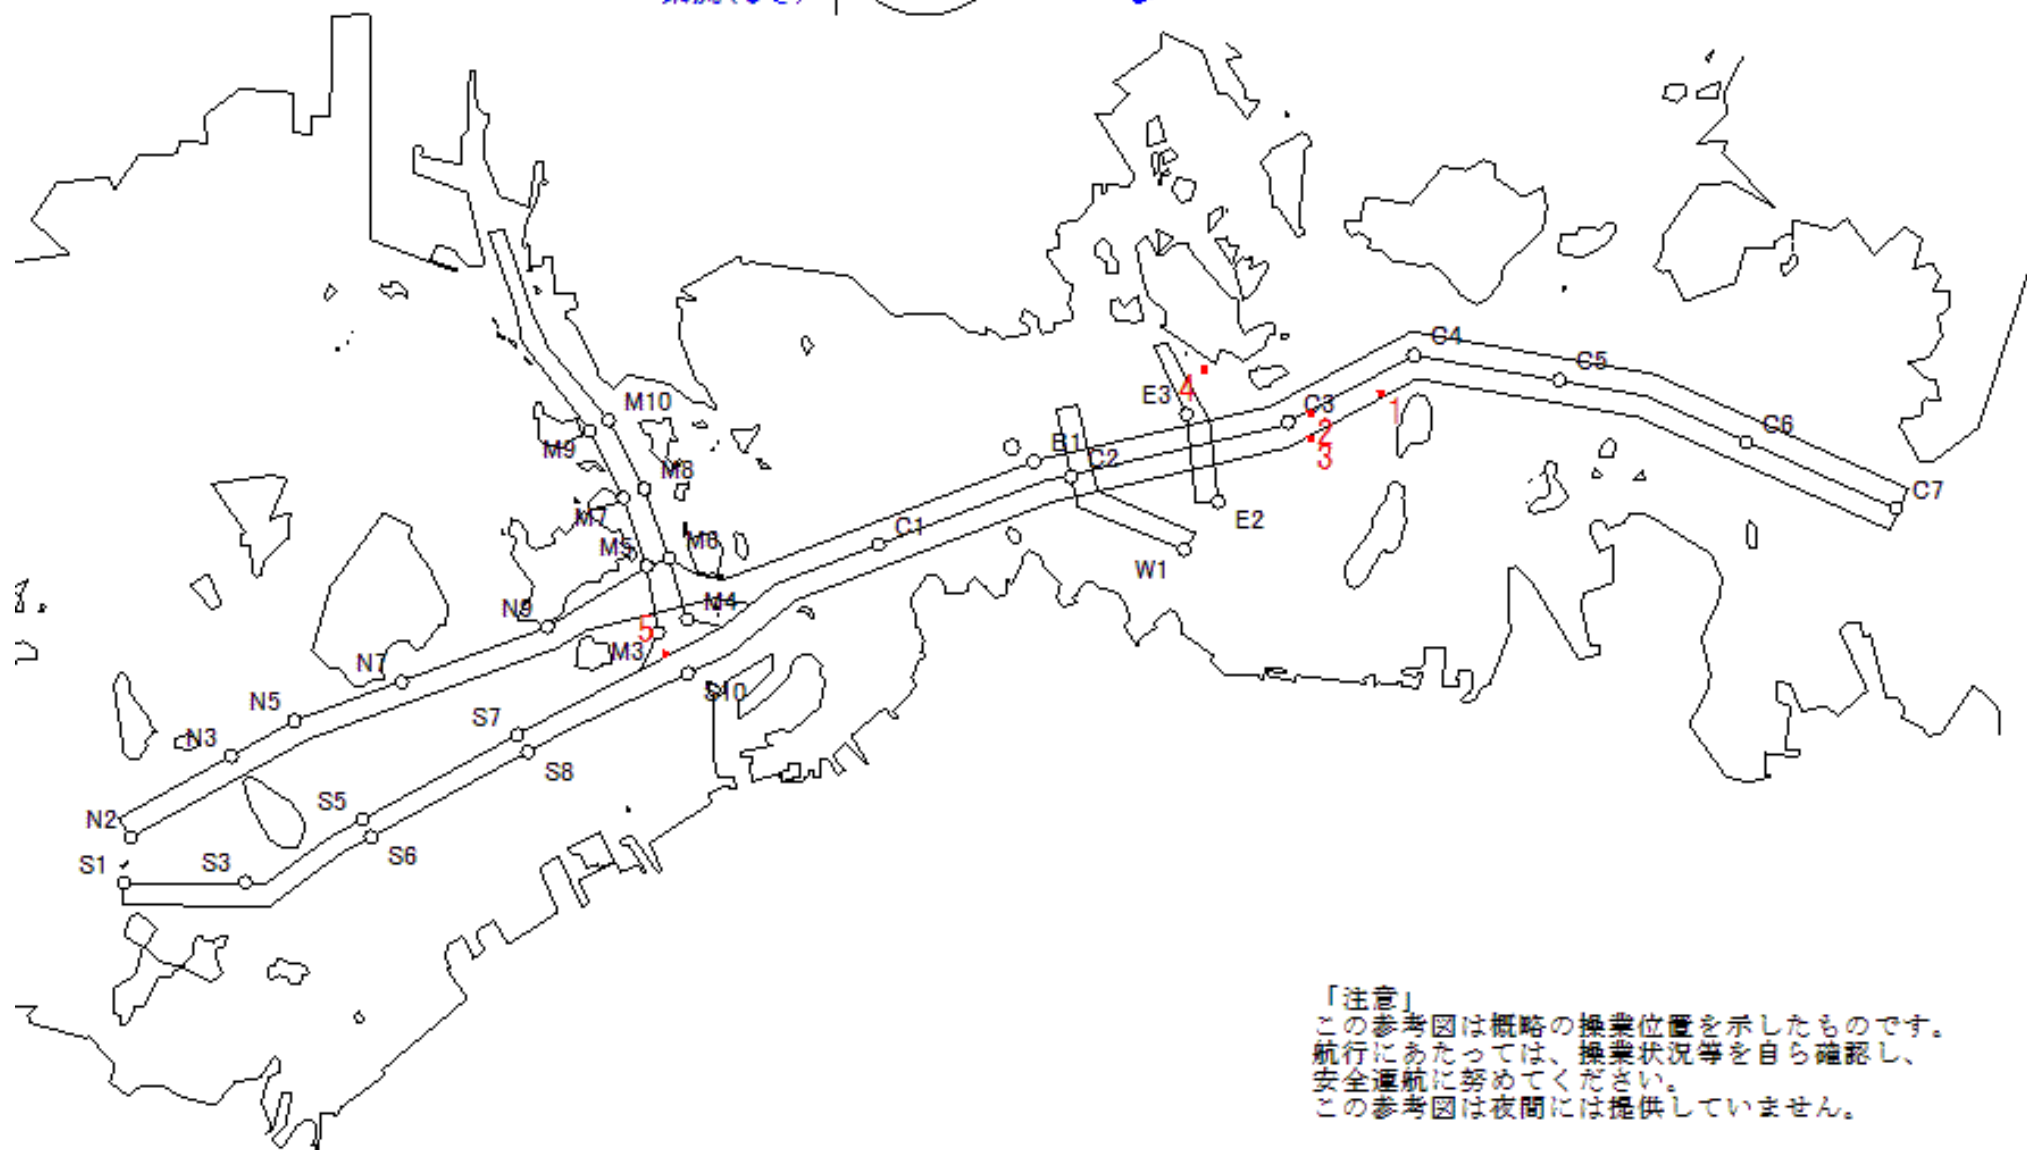 C4
C5
E3
4
1
M10
C3
2
B1
3
C6
M9
C2
M8
C7
M7
E2
C1
M5
M6
W1
N9
M4
5
M3
N7
S10
N5
S7
N3
S8
S5
N2
S6
S1
S3
「注意」
この参考図は概略の操業位置を示したものです。
航行にあたっては、操業状況等を自ら確認し、
安全運航に努めてください。
この参考図は夜間には提供していません。